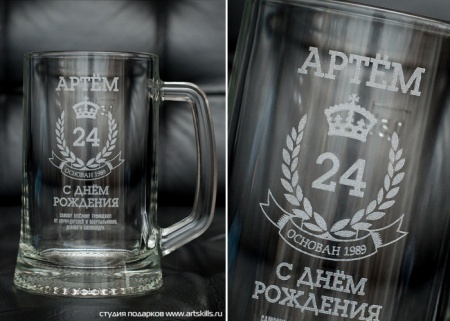 АРТЁМ
24
ОСНОВАН 1989
С ДНЁМ
РОЖДЕНИЯ
студия подарков www.artskills.ru
АРТЁМ
24
ОСНОВАН 1989
С ДНЁМ
РОЖДЕНИЯ